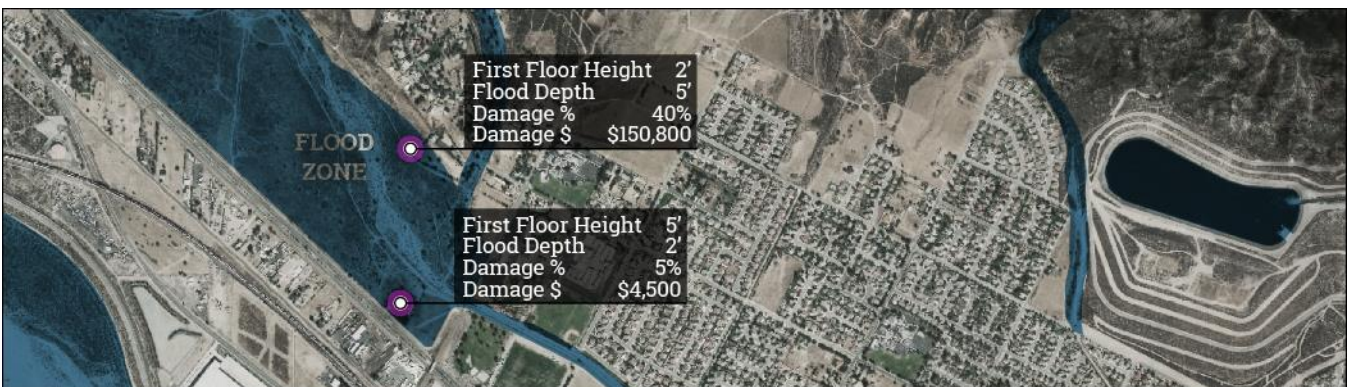 First Floor Height 2’
Flood Depth 5’
Damage % 40%
Damage $ $150,800
FLOOD
ZONE
First Floor Height 5’
Flood Depth 2’
Damage % 5%
Damage $ $4,500